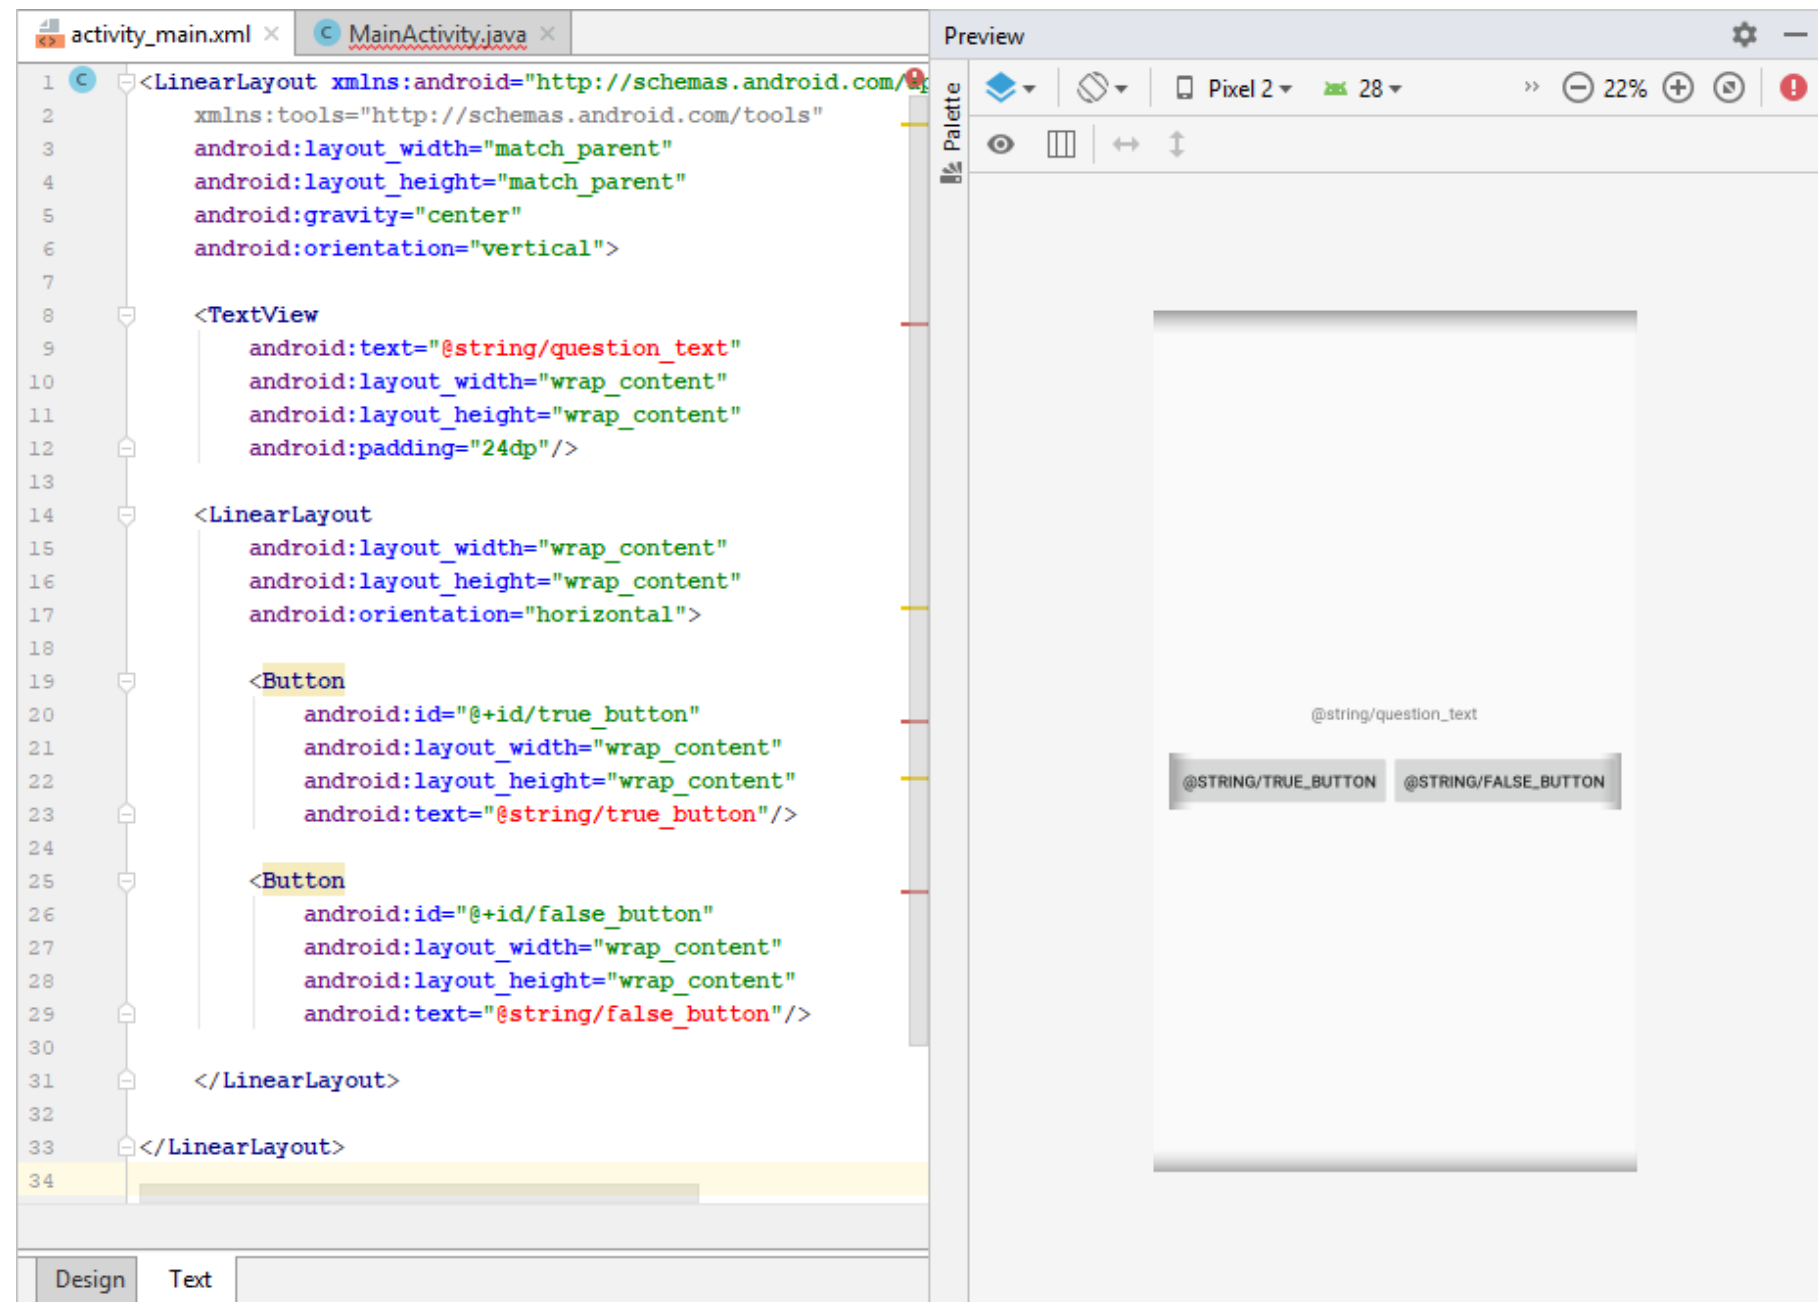 activity_main.xml
C MainActivity.java
Preview
1 C <LinearLayout xmlns:android="http://schemas.android.com/
2 xmlns:tools="http://schemas.android.com/tools"
3 android:layout_width="match_parent"
4 android:layout_height="match_parent"
5 android:gravity="center"
6 android:orientation="vertical">
7
8 <TextView
9 android:text="@string/question_text"
10 android:layout_width="wrap_content"
11 android:layout_height="wrap_content"
12 android:padding="24dp"/>
13
14 <LinearLayout
15 android:layout_width="wrap_content"
16 android:layout_height="wrap_content"
17 android:orientation="horizontal">
18
19 <Button
20 android:id="@+id/true_button"
21 android:layout_width="wrap_content"
22 android:layout_height="wrap_content"
23 android:text="@string/true_button"/>
24
25 <Button
26 android:id="@+id/false_button"
27 android:layout_width="wrap_content"
28 android:layout_height="wrap_content"
29 android:text="@string/false_button"/>
30
31 </LinearLayout>
32
33 </LinearLayout>
34
Design Text
Palette
Pixel 2 28 22%
@string/question_text
@STRING/TRUE_BUTTON @STRING/FALSE_BUTTON